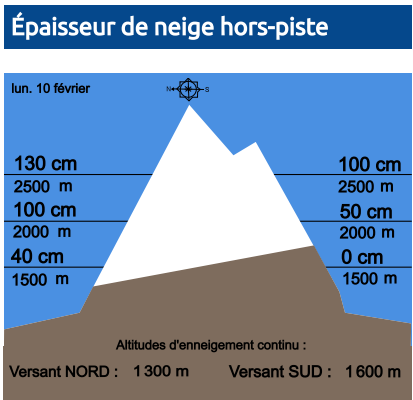 Épaisseur de neige hors-piste
lun. 10 février
N S
130 cm 100 cm
2500 m 2500 m
100 cm 50 cm
2000 m 2000 m
40 cm 0 cm
1500 m 1500 m
Altitudes d'enneigement continu :
Versant NORD : 1300 m Versant SUD : 1600 m